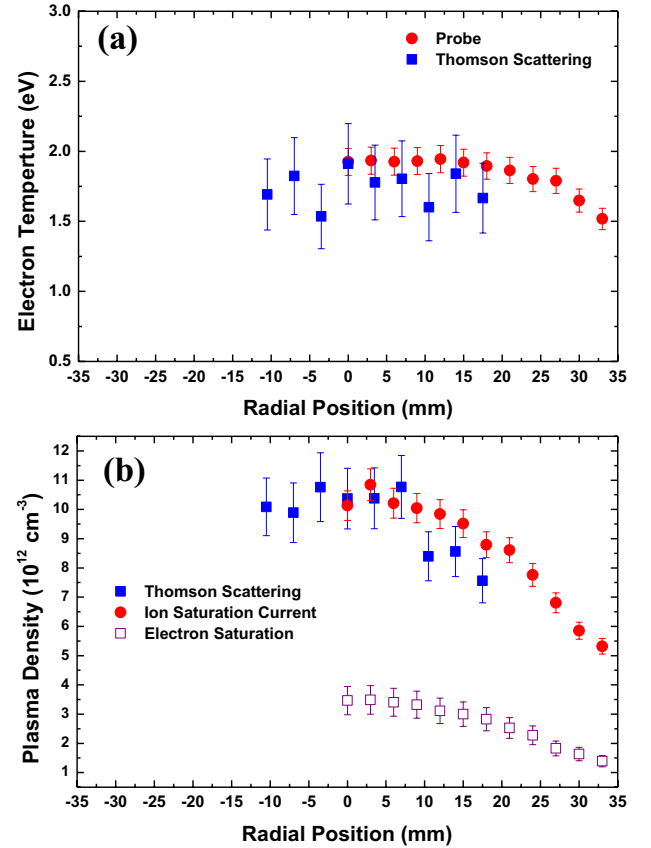 (a)
Probe
Thomson Scattering
3.0
2.5
2.0
1.5
1.0
0.5
Electron Temperture (eV)
-35 -30 -25 -20 -15 -10 -5 0 5 10 15 20 25 30 35
Radial Position (mm)
(b)
12
11
10
9
8
7
6
5
4
3
2
1
Plasma Density (10¹² cm⁻³)
Thomson Scattering
Ion Saturation Current
Electron Saturation
-35 -30 -25 -20 -15 -10 -5 0 5 10 15 20 25 30 35
Radial Position (mm)